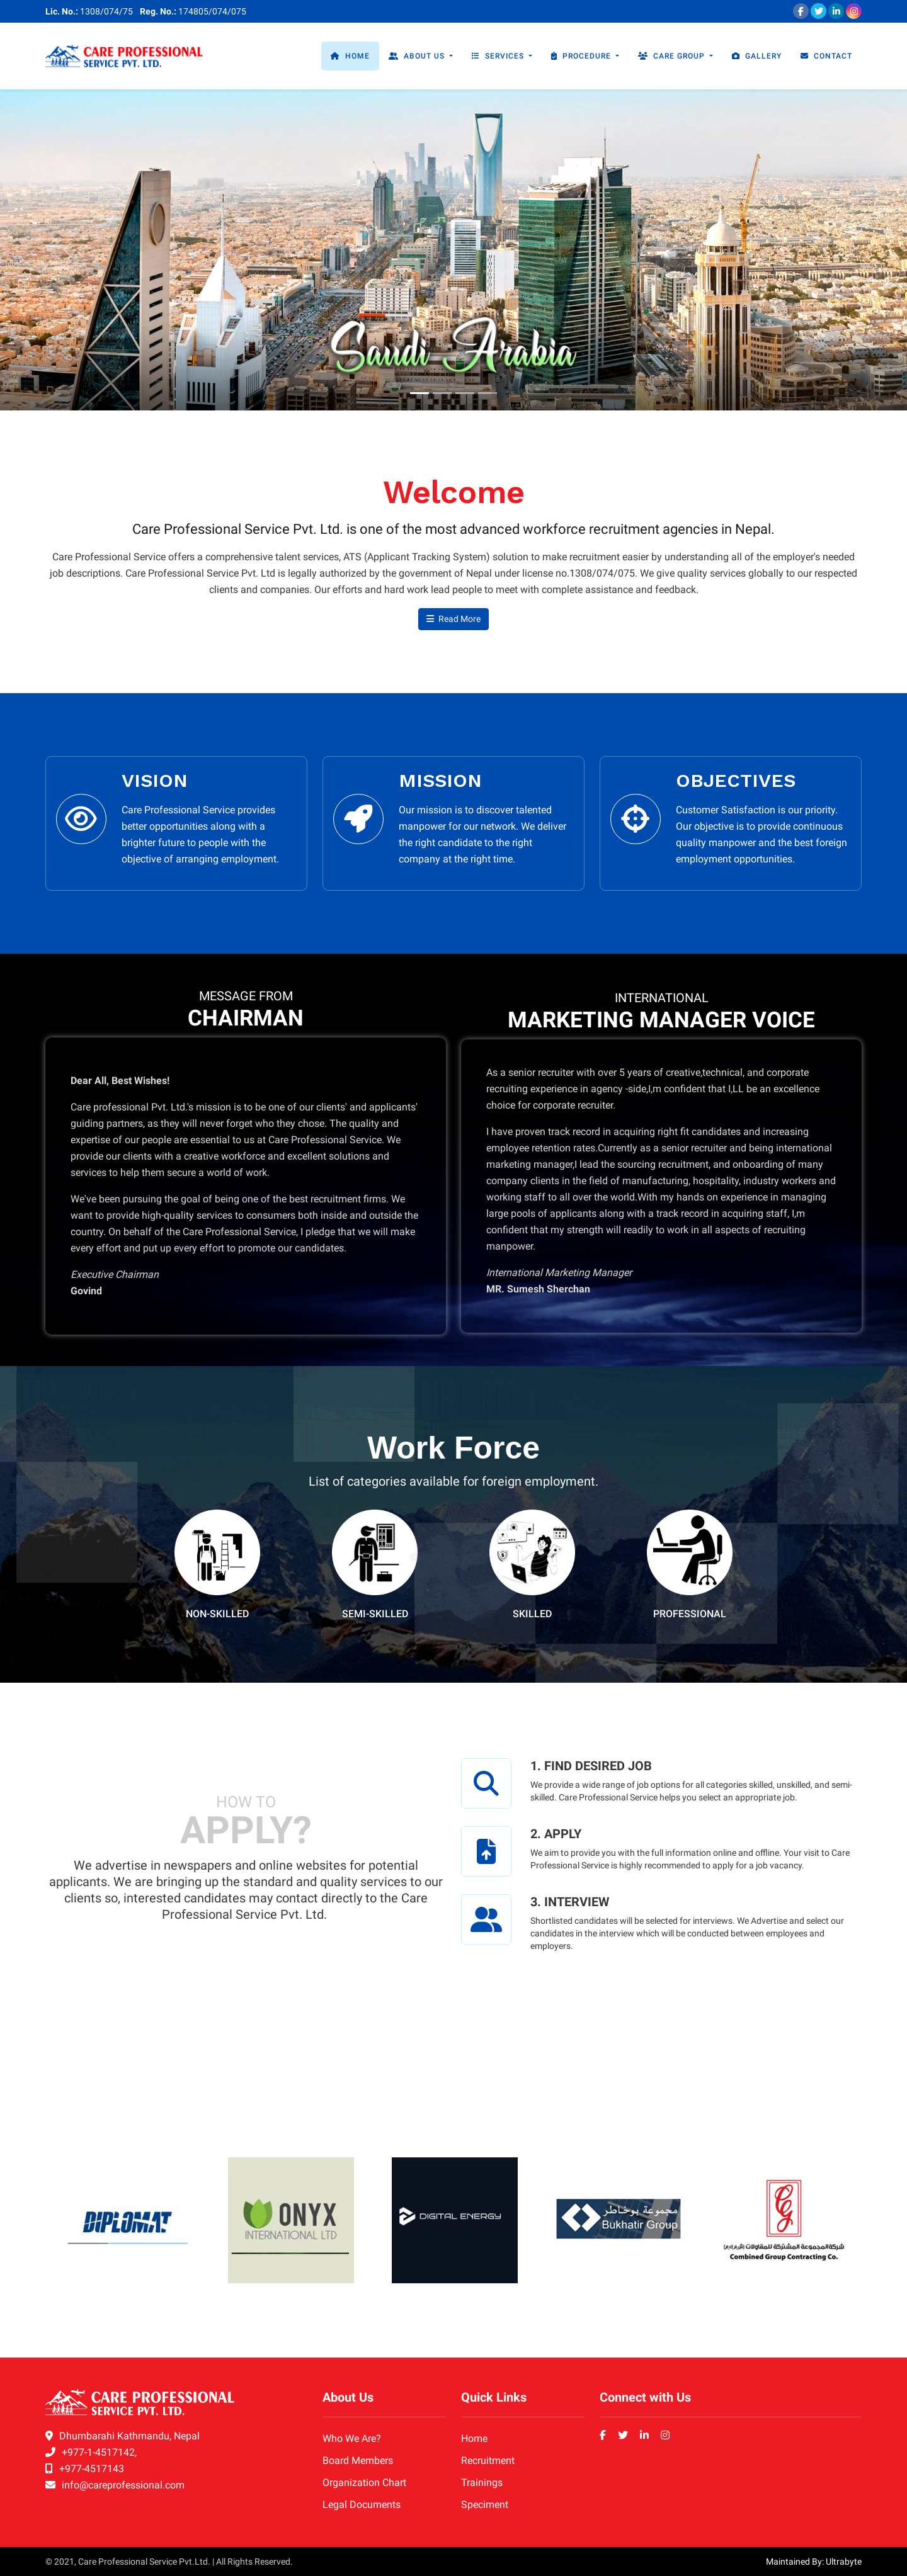 Lic. No.: 1308/074/75 Reg. No.: 174805/074/075
CARE PROFESSIONAL
SERVICE PVT. LTD.
HOME ABOUT US SERVICES PROCEDURE CARE GROUP GALLERY CONTACT
Saudi Arabia
Welcome
Care Professional Service Pvt. Ltd. is one of the most advanced workforce recruitment agencies in Nepal.
Care Professional Service offers a comprehensive talent services, ATS (Applicant Tracking System) solution to make recruitment easier by understanding all of the employer's needed
job descriptions. Care Professional Service Pvt. Ltd is legally authorized by the government of Nepal under license no.1308/074/075. We give quality services globally to our respected
clients and companies. Our efforts and hard work lead people to meet with complete assistance and feedback.
Read More
VISION
Care Professional Service provides
better opportunities along with a
brighter future to people with the
objective of arranging employment.
MISSION
Our mission is to discover talented
manpower for our network. We deliver
the right candidate to the right
company at the right time.
OBJECTIVES
Customer Satisfaction is our priority.
Our objective is to provide continuous
quality manpower and the best foreign
employment opportunities.
MESSAGE FROM
CHAIRMAN
Dear All, Best Wishes!
Care professional Pvt. Ltd.'s mission is to be one of our clients' and applicants'
guiding partners, as they will never forget who they chose. The quality and
expertise of our people are essential to us at Care Professional Service. We
provide our clients with a creative workforce and excellent solutions and
services to help them secure a world of work.
We've been pursuing the goal of being one of the best recruitment firms. We
want to provide high-quality services to consumers both inside and outside the
country. On behalf of the Care Professional Service, I pledge that we will make
every effort and put up every effort to promote our candidates.
Executive Chairman
Govind
INTERNATIONAL
MARKETING MANAGER VOICE
As a senior recruiter with over 5 years of creative,technical, and corporate
recruiting experience in agency -side,I,m confident that I,LL be an excellence
choice for corporate recruiter.
I have proven track record in acquiring right fit candidates and increasing
employee retention rates.Currently as a senior recruiter and being international
marketing manager,I lead the sourcing recruitment, and onboarding of many
company clients in the field of manufacturing, hospitality, industry workers and
working staff to all over the world.With my hands on experience in managing
large pools of applicants along with a track record in acquiring staff, I,m
confident that my strength will readily to work in all aspects of recruiting
manpower.
International Marketing Manager
MR. Sumesh Sherchan
Work Force
List of categories available for foreign employment.
NON-SKILLED SEMI-SKILLED SKILLED PROFESSIONAL
HOW TO
APPLY?
We advertise in newspapers and online websites for potential
applicants. We are bringing up the standard and quality services to our
clients so, interested candidates may contact directly to the Care
Professional Service Pvt. Ltd.
1. FIND DESIRED JOB
We provide a wide range of job options for all categories skilled, unskilled, and semi-
skilled. Care Professional Service helps you select an appropriate job.
2. APPLY
We aim to provide you with the full information online and offline. Your visit to Care
Professional Service is highly recommended to apply for a job vacancy.
3. INTERVIEW
Shortlisted candidates will be selected for interviews. We Advertise and select our
candidates in the interview which will be conducted between employees and
employers.
DIPLOMAT
ONYX
INTERNATIONAL LTD
DIGITAL ENERGY
مجموعة بوخاطر
Bukhatir Group
Combined Group Contracting Co.
CARE PROFESSIONAL
SERVICE PVT. LTD.
Dhumbarahi Kathmandu, Nepal
+977-1-4517142,
+977-4517143
info@careprofessional.com
About Us
Who We Are?
Board Members
Organization Chart
Legal Documents
Quick Links
Home
Recruitment
Trainings
Speciment
Connect with Us
© 2021, Care Professional Service Pvt.Ltd. | All Rights Reserved.
Maintained By: Ultrabyte